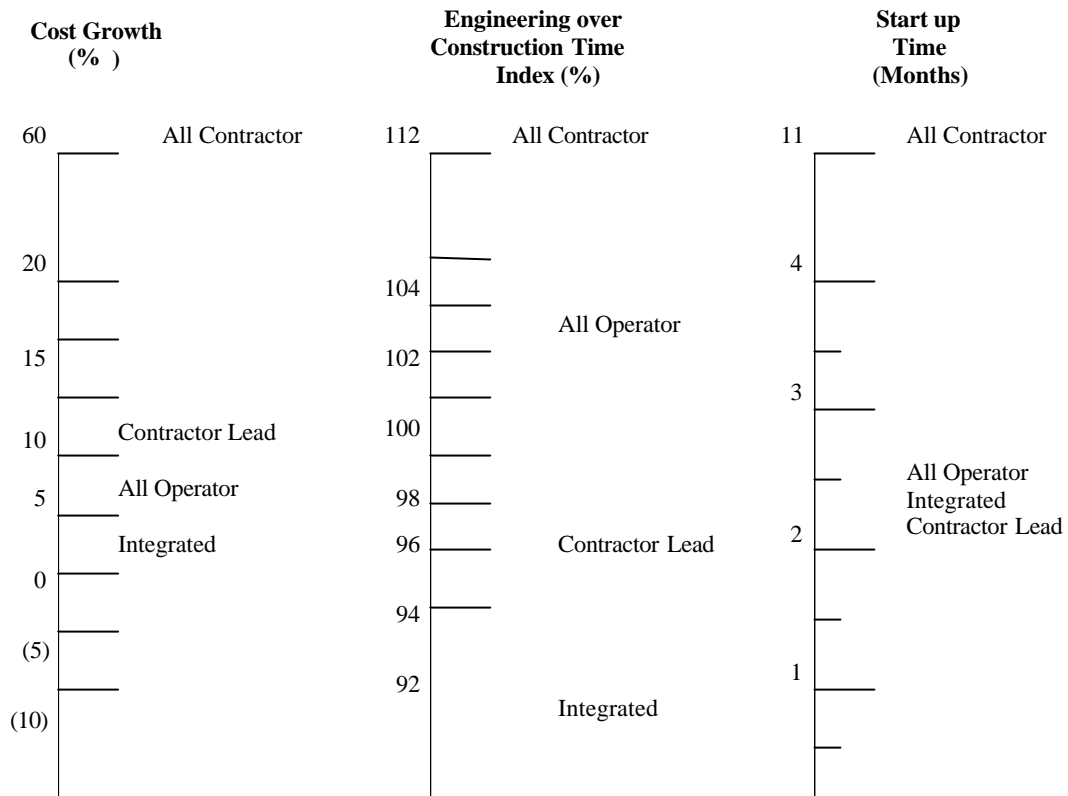 Cost Growth
(% )
60 All Contractor
20
15
10 Contractor Lead
5 All Operator
Integrated
0
(5)
(10)
Engineering over
Construction Time
Index (%)
112 All Contractor
104
All Operator
102
100
98
96 Contractor Lead
94
92
Integrated
Start up
Time
(Months)
11 All Contractor
4
3
All Operator
Integrated
Contractor Lead
2
1